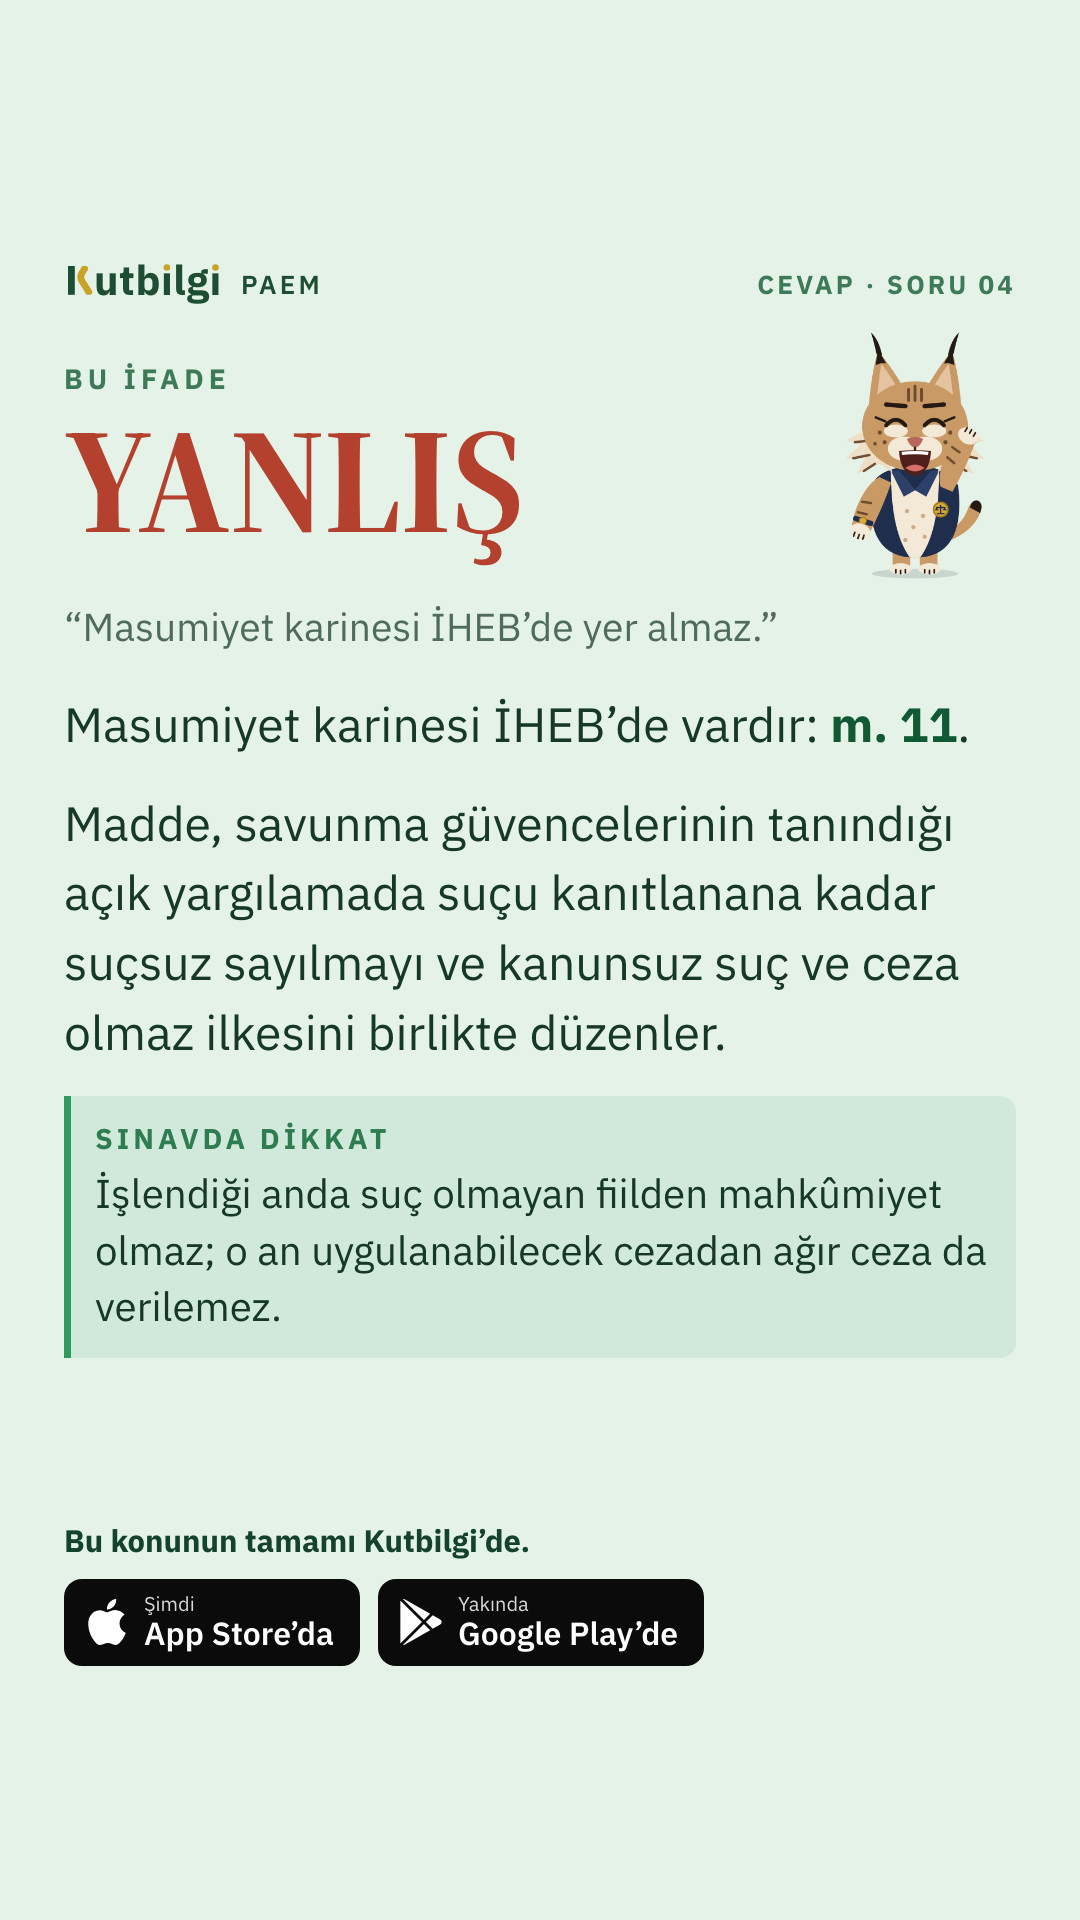 Kutbilgi PAEM
CEVAP · SORU 04
BU İFADE
YANLIŞ
“Masumiyet karinesi İHEB’de yer almaz.”
Masumiyet karinesi İHEB’de vardır: m. 11.
Madde, savunma güvencelerinin tanındığı
açık yargılamada suçu kanıtlanana kadar
suçsuz sayılmayı ve kanunsuz suç ve ceza
olmaz ilkesini birlikte düzenler.
SINAVDA DİKKAT
İşlendiği anda suç olmayan fiilden mahkûmiyet
olmaz; o an uygulanabilecek cezadan ağır ceza da
verilemez.
Bu konunun tamamı Kutbilgi’de.
Şimdi
App Store’da
Yakında
Google Play’de